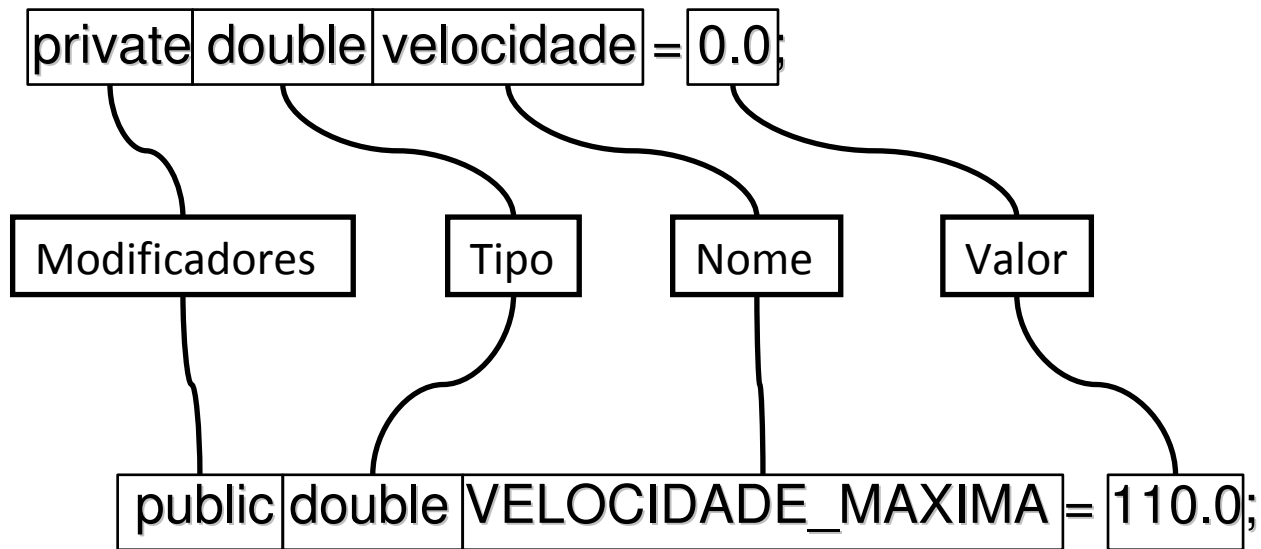 private double velocidade = 0.0;
Modificadores Tipo Nome Valor
public double VELOCIDADE_MAXIMA = 110.0;